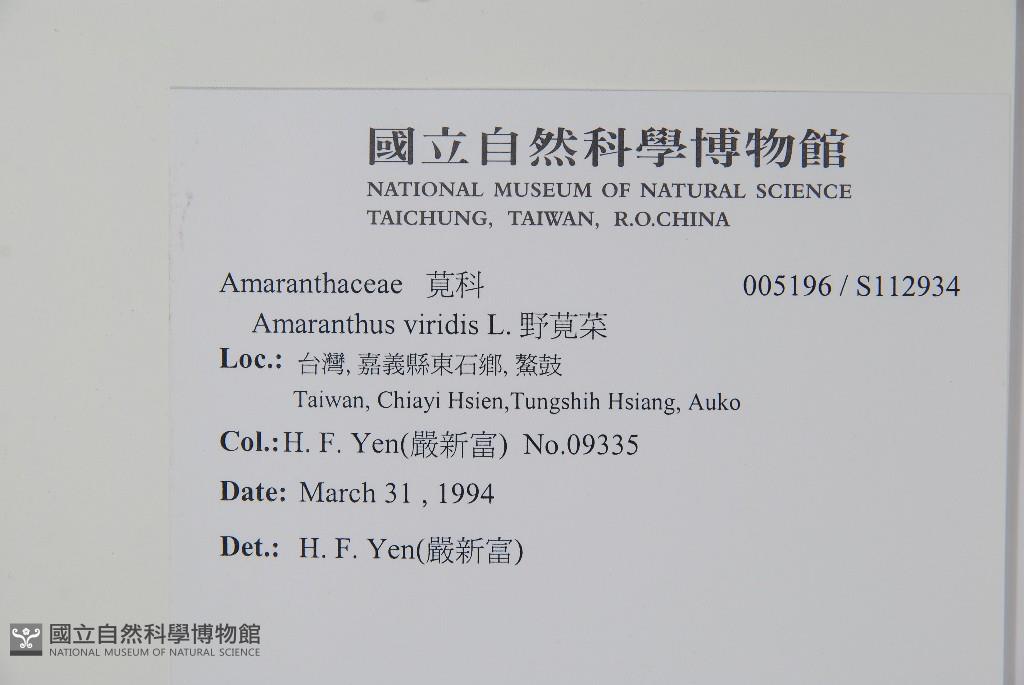 國立自然科學博物館
NATIONAL MUSEUM OF NATURAL SCIENCE
TAICHUNG, TAIWAN, R.O.CHINA
Amaranthaceae 莧科 005196 / S112934
Amaranthus viridis L. 野莧菜
Loc.: 台灣, 嘉義縣東石鄉, 鰲鼓
Taiwan, Chiayi Hsien,Tungshih Hsiang, Auko
Col.:H. F. Yen(嚴新富) No.09335
Date: March 31 , 1994
Det.: H. F. Yen(嚴新富)
國立自然科學博物館
NATIONAL MUSEUM OF NATURAL SCIENCE